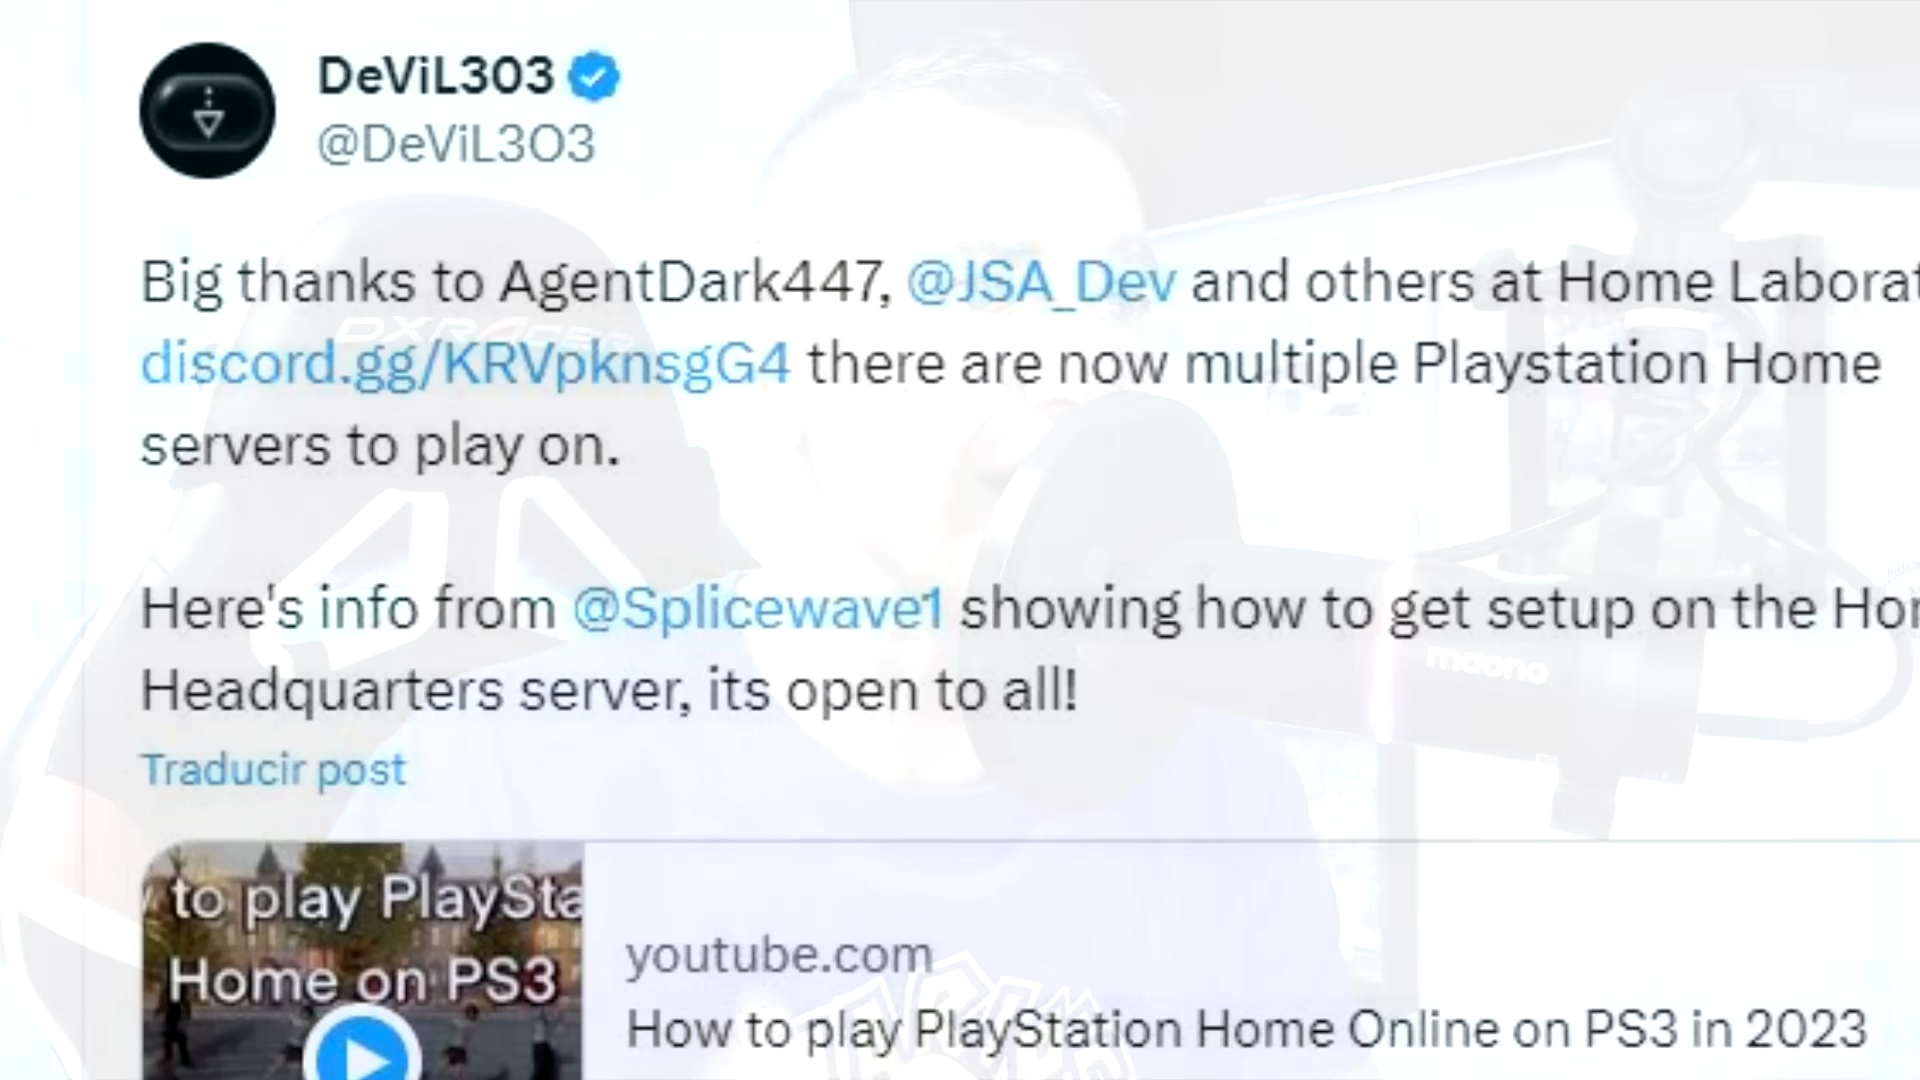 DeViL303
@DeViL3O3
Big thanks to AgentDark447, @JSA_Dev and others at Home Laborat
discord.gg/KRVpknsgG4 there are now multiple Playstation Home
servers to play on.
DXRACER
Here's info from @Splicewave1 showing how to get setup on the Hom
maono
Headquarters server, its open to all!
Traducir post
to play PlaySta
Home on PS3
youtube.com
How to play PlayStation Home Online on PS3 in 2023